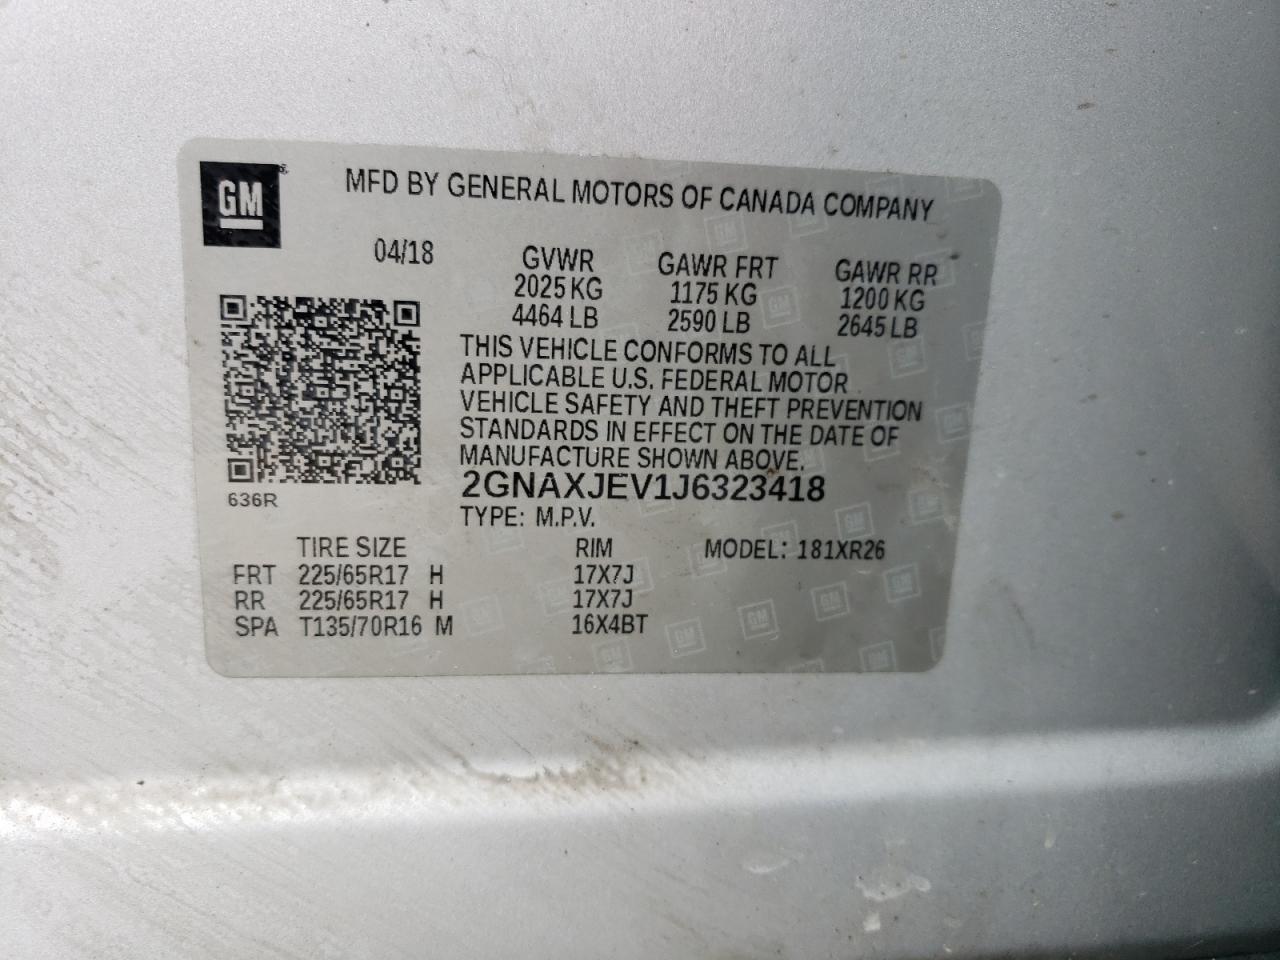 GM
MFD BY GENERAL MOTORS OF CANADA COMPANY
04/18 GVWR GAWR FRT GAWR RR
2025 KG 1175 KG 1200 KG
4464 LB 2590 LB 2645 LB
THIS VEHICLE CONFORMS TO ALL
APPLICABLE U.S. FEDERAL MOTOR
VEHICLE SAFETY AND THEFT PREVENTION
STANDARDS IN EFFECT ON THE DATE OF
MANUFACTURE SHOWN ABOVE.
2GNAXJEV1J6323418
636R
TYPE: M.P.V.
TIRE SIZE RIM MODEL: 181XR26
FRT 225/65R17 H 17X7J
RR 225/65R17 H 17X7J
SPA T135/70R16 M 16X4BT